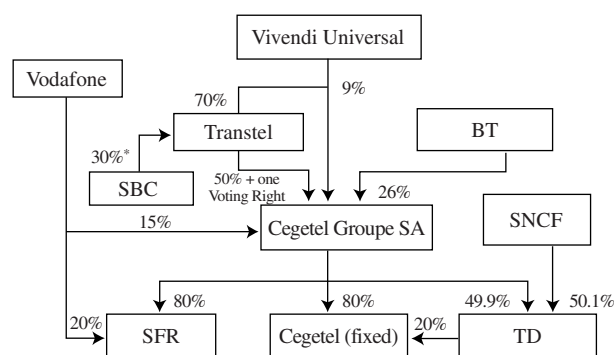 Vivendi Universal
Vodafone
70%
9%
Transtel
BT
30%*
50% + one
Voting Right
SBC
26%
Cegetel Groupe SA
SNCF
15%
80%
80%
49.9%
50.1%
20%
SFR
Cegetel (fixed)
20%
TD